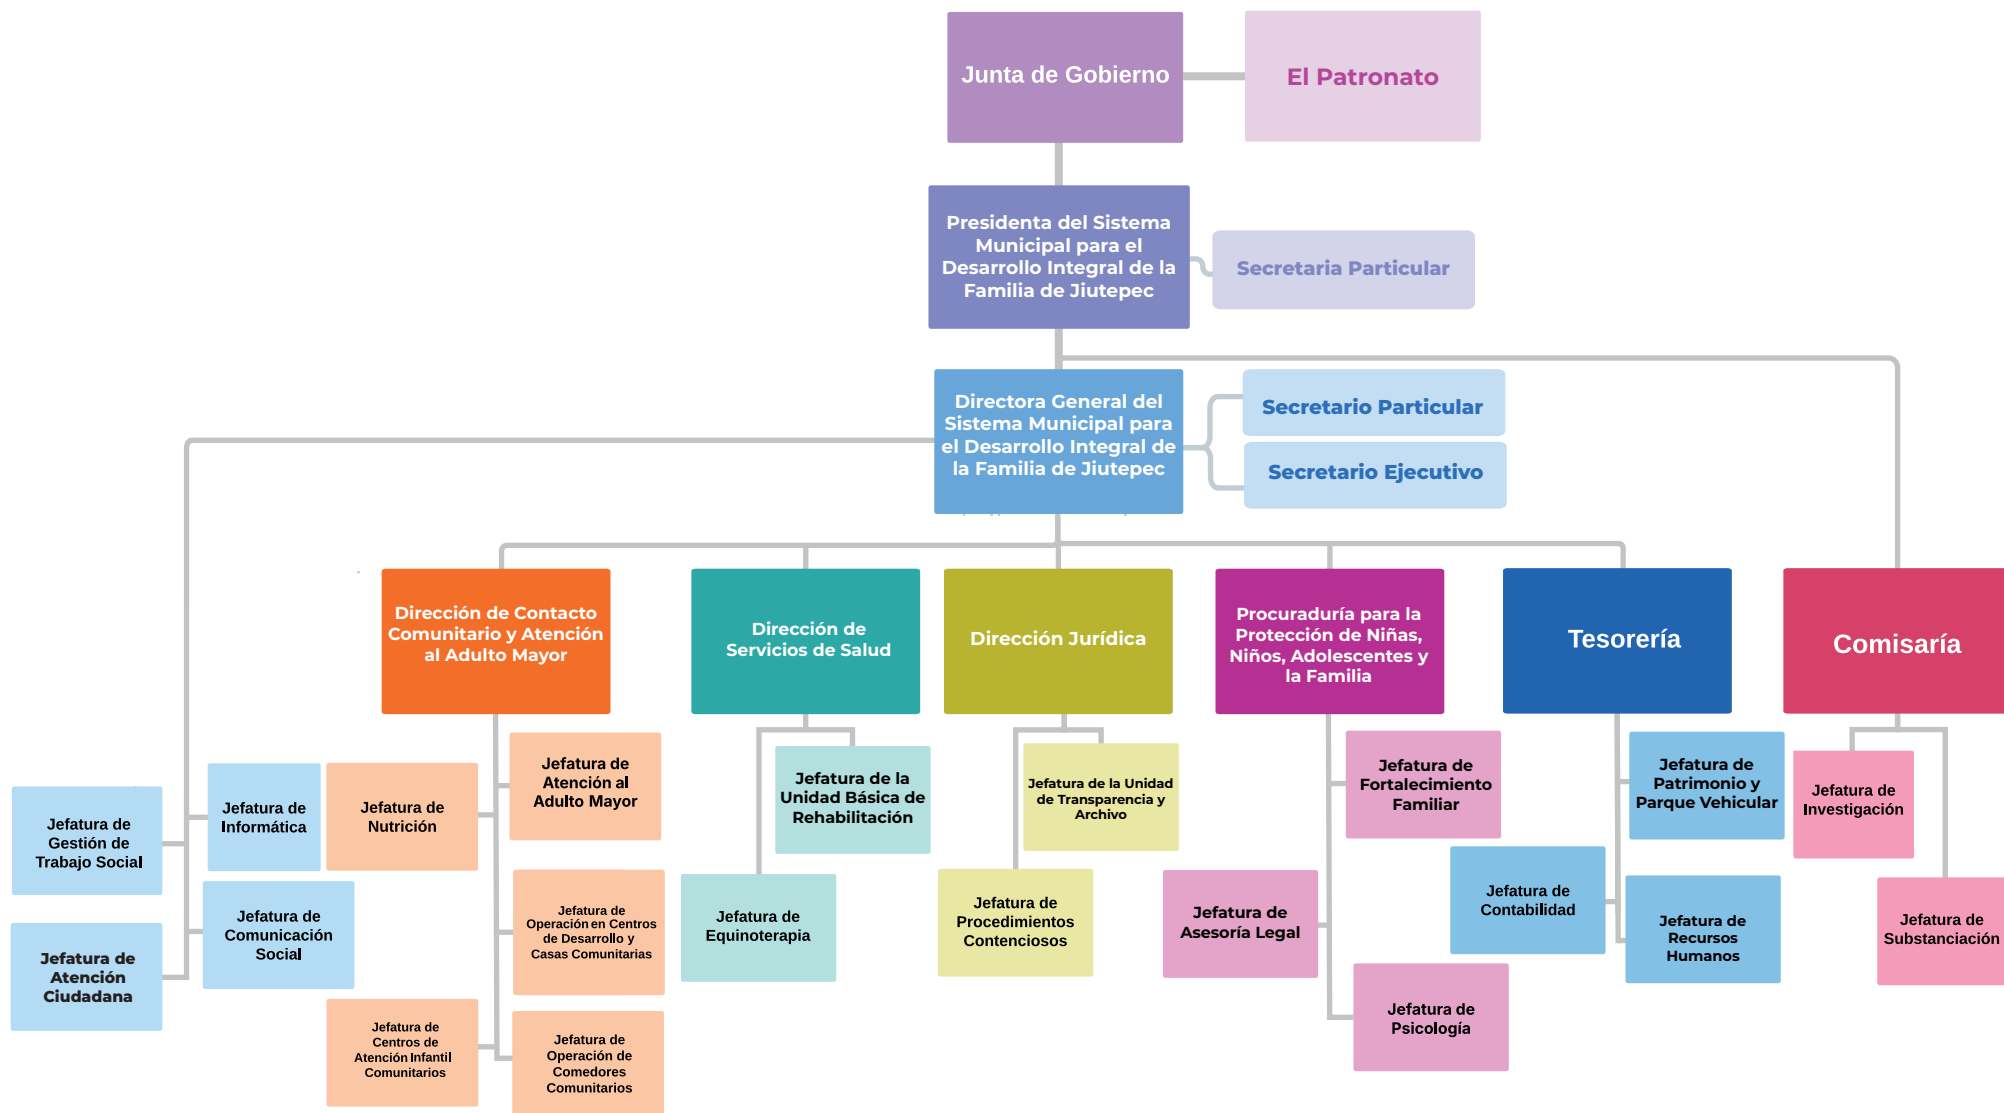 Junta de Gobierno
El Patronato
Presidenta del Sistema
Municipal para el
Desarrollo Integral de la
Familia de Jiutepec
Secretaria Particular
Directora General del
Sistema Municipal para
el Desarrollo Integral de
la Familia de Jiutepec
Secretario Particular
Secretario Ejecutivo
Dirección de Contacto
Comunitario y Atención
al Adulto Mayor
Dirección de
Servicios de Salud
Dirección Jurídica
Procuraduría para la
Protección de Niñas,
Niños, Adolescentes y
la Familia
Tesorería
Comisaría
Jefatura de
Gestión de
Trabajo Social
Jefatura de
Informática
Jefatura de
Atención
Ciudadana
Jefatura de
Comunicación
Social
Jefatura de
Nutrición
Jefatura de
Atención al
Adulto Mayor
Jefatura de
Operación en Centros
de Desarrollo y
Casas Comunitarias
Jefatura de
Centros de
Atención Infantil
Comunitarios
Jefatura de
Operación de
Comedores
Comunitarios
Jefatura de la
Unidad Básica de
Rehabilitación
Jefatura de
Equinoterapia
Jefatura de la Unidad
de Transparencia y
Archivo
Jefatura de
Procedimientos
Contenciosos
Jefatura de
Fortalecimiento
Familiar
Jefatura de
Asesoría Legal
Jefatura de
Psicología
Jefatura de
Patrimonio y
Parque Vehicular
Jefatura de
Contabilidad
Jefatura de
Recursos
Humanos
Jefatura de
Investigación
Jefatura de
Substanciación